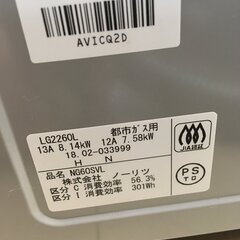 AVICQ2D
LG2260L 都市ガス用
13A 8.14kW 12A 7.58kW
18.02-033999
H N
JIA認証
品名 NG60SVL
株式会社 ノーリツ
区分 C 消費効率 56.3%
区分 I 消費効率 301Wh
PS
TG